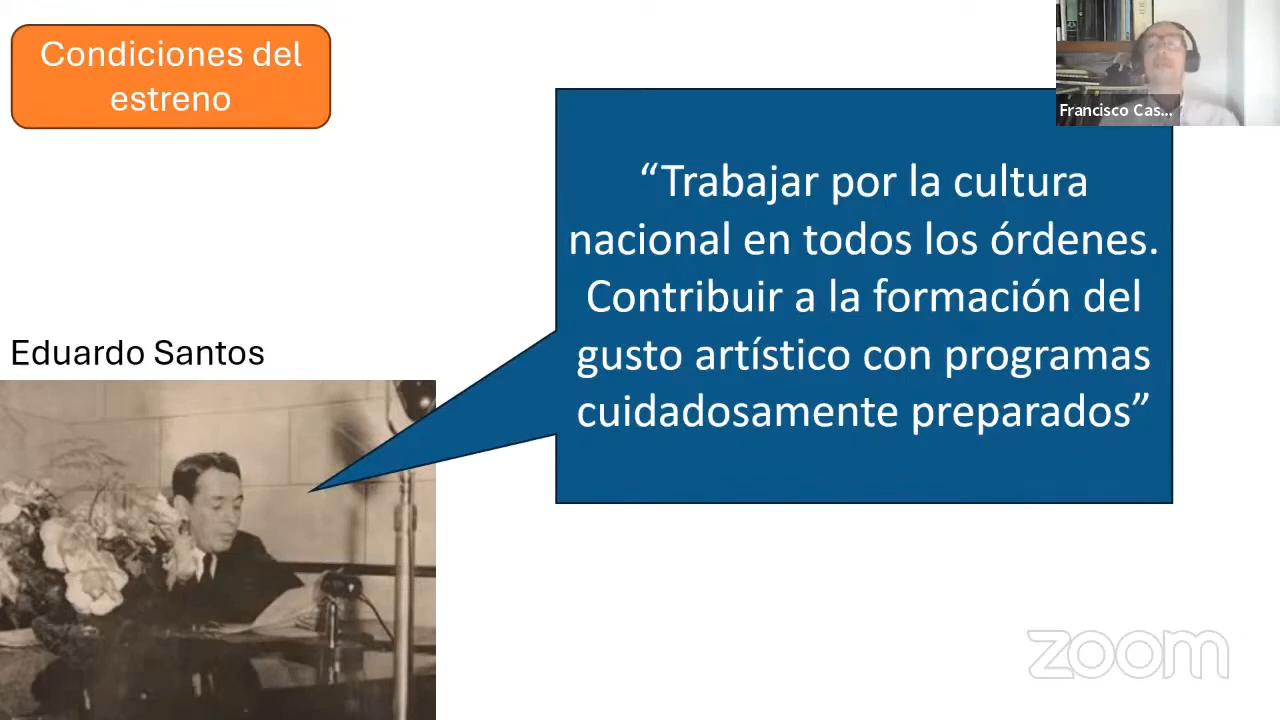 Condiciones del
estreno
Francisco Cas...
“Trabajar por la cultura
nacional en todos los órdenes.
Contribuir a la formación del
gusto artístico con programas
cuidadosamente preparados”
Eduardo Santos
zoom